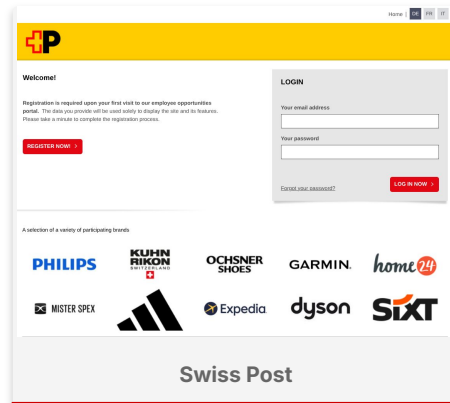 Home | DE FR IT
P
Welcome!
Registration is required upon your first visit to our employee opportunities
portal. The data you provide will be used solely to display the site and its features.
Please take a minute to complete the registration process.
REGISTER NOW! >
LOGIN
Your email address
Your password
Forgot your password?
LOG IN NOW >
A selection of a variety of participating brands
PHILIPS
KUHN
RIKON
SWITZERLAND
OCHSNER
SHOES
GARMIN.
home24
MISTER SPEX
Expedia
dyson
SIXT
Swiss Post